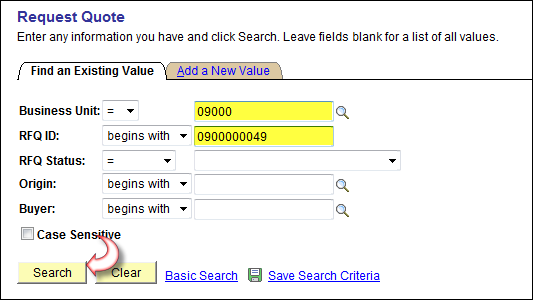 Request Quote
Enter any information you have and click Search. Leave fields blank for a list of all values.
Find an Existing Value Add a New Value
Business Unit: = 09000
RFQ ID: begins with 0900000049
RFQ Status: =
Origin: begins with
Buyer: begins with
Case Sensitive
Search Clear Basic Search Save Search Criteria